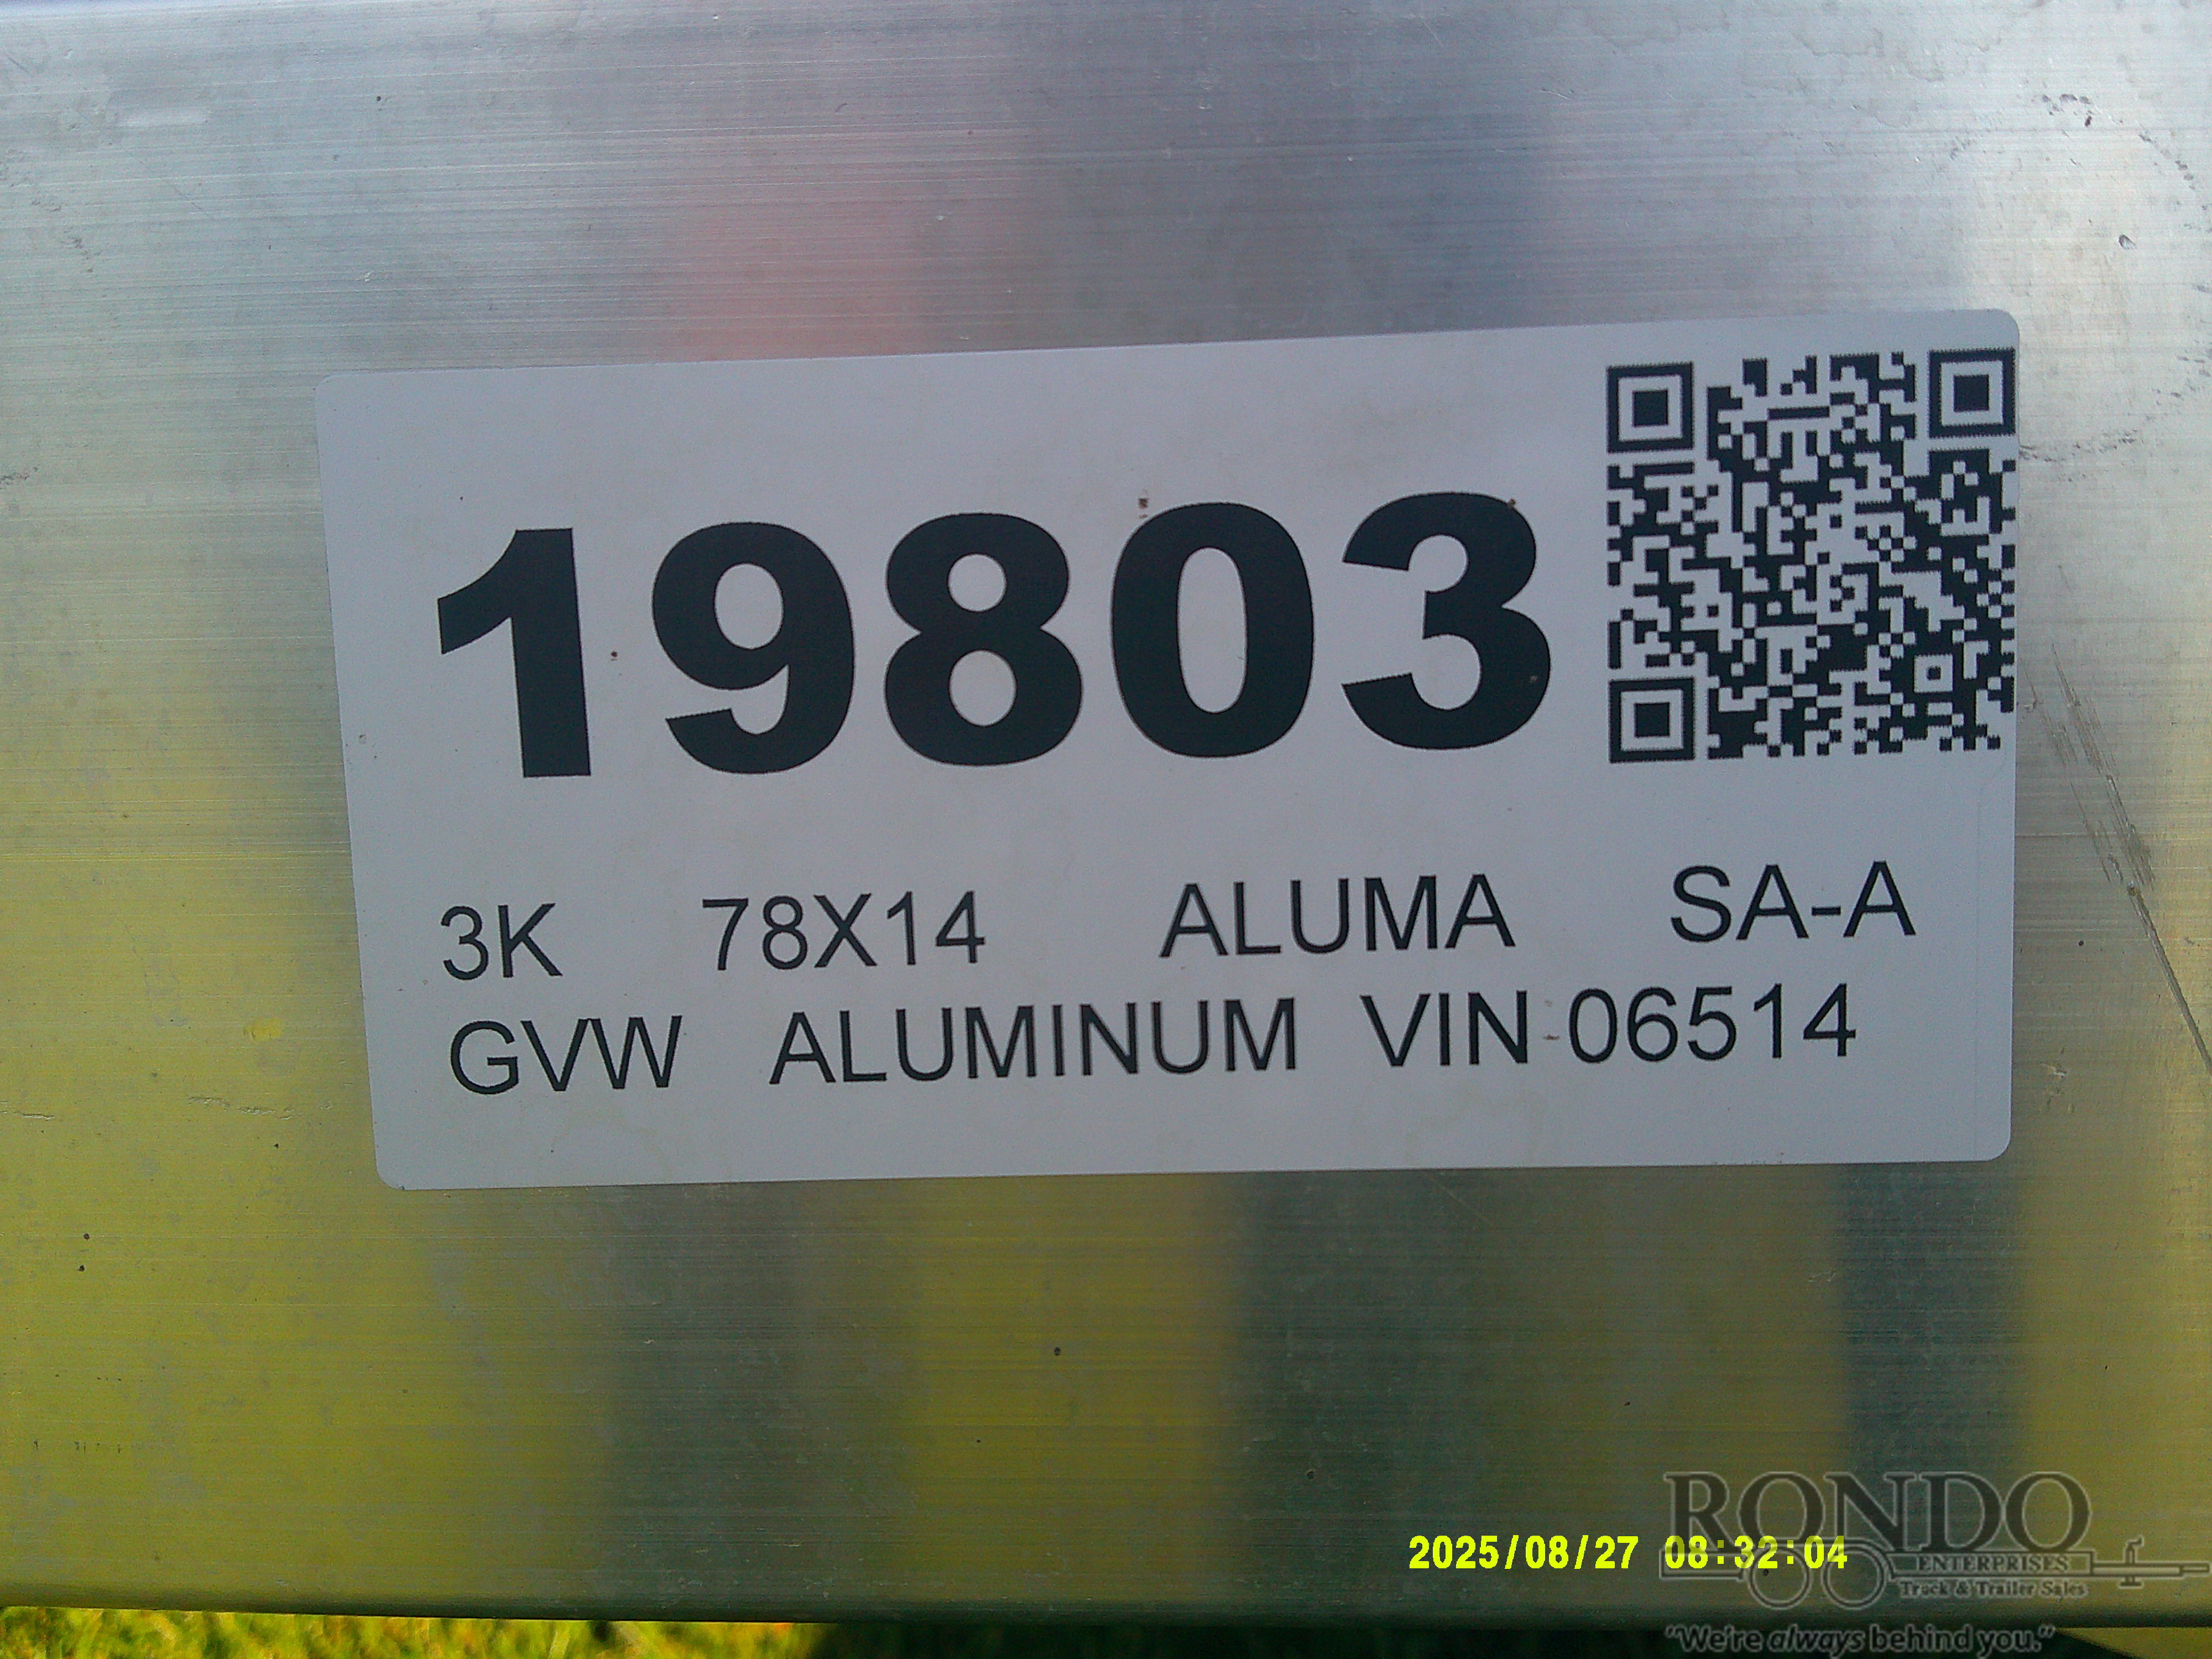 19803
3K 78X14 ALUMA SA-A
GVW ALUMINUM VIN 06514
2025/08/27 08:32:04
RONDO
ENTERPRISES
Truck & Trailer Sales
"We're always behind you."